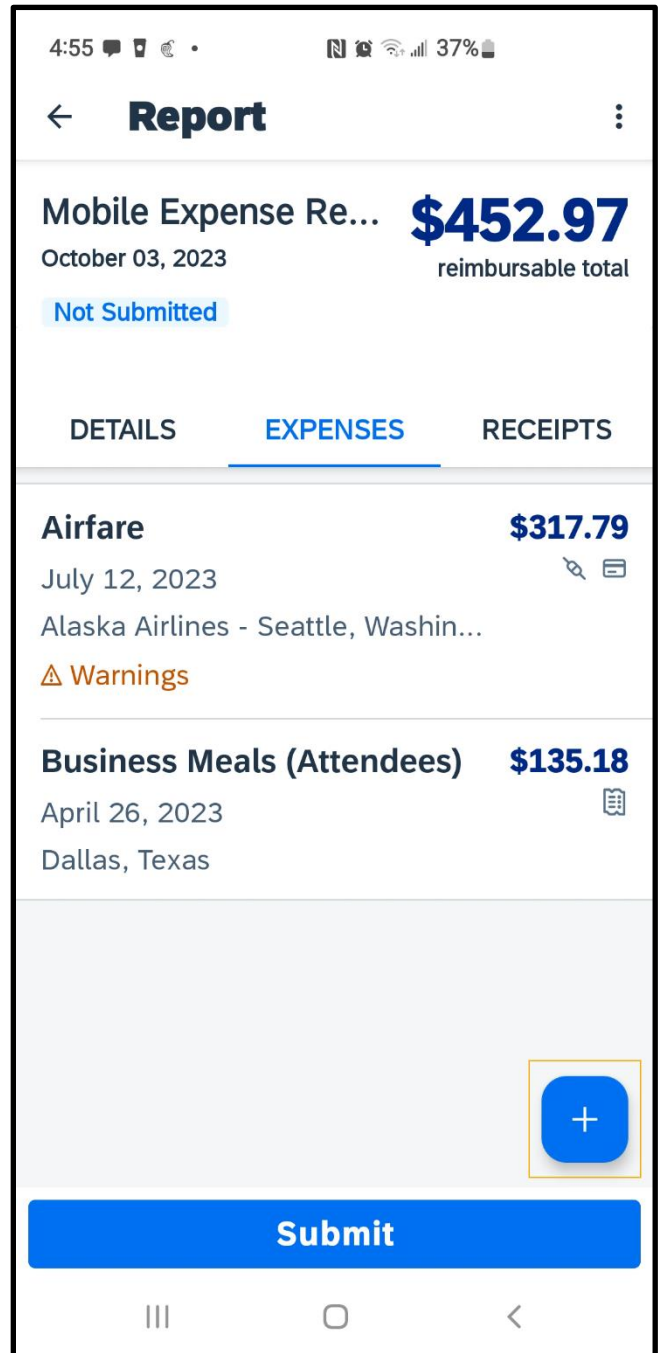 4:55 37%
Report
Mobile Expense Re... $452.97
October 03, 2023 reimbursable total
Not Submitted
DETAILS EXPENSES RECEIPTS
Airfare $317.79
July 12, 2023
Alaska Airlines - Seattle, Washin...
Warnings
Business Meals (Attendees) $135.18
April 26, 2023
Dallas, Texas
+
Submit